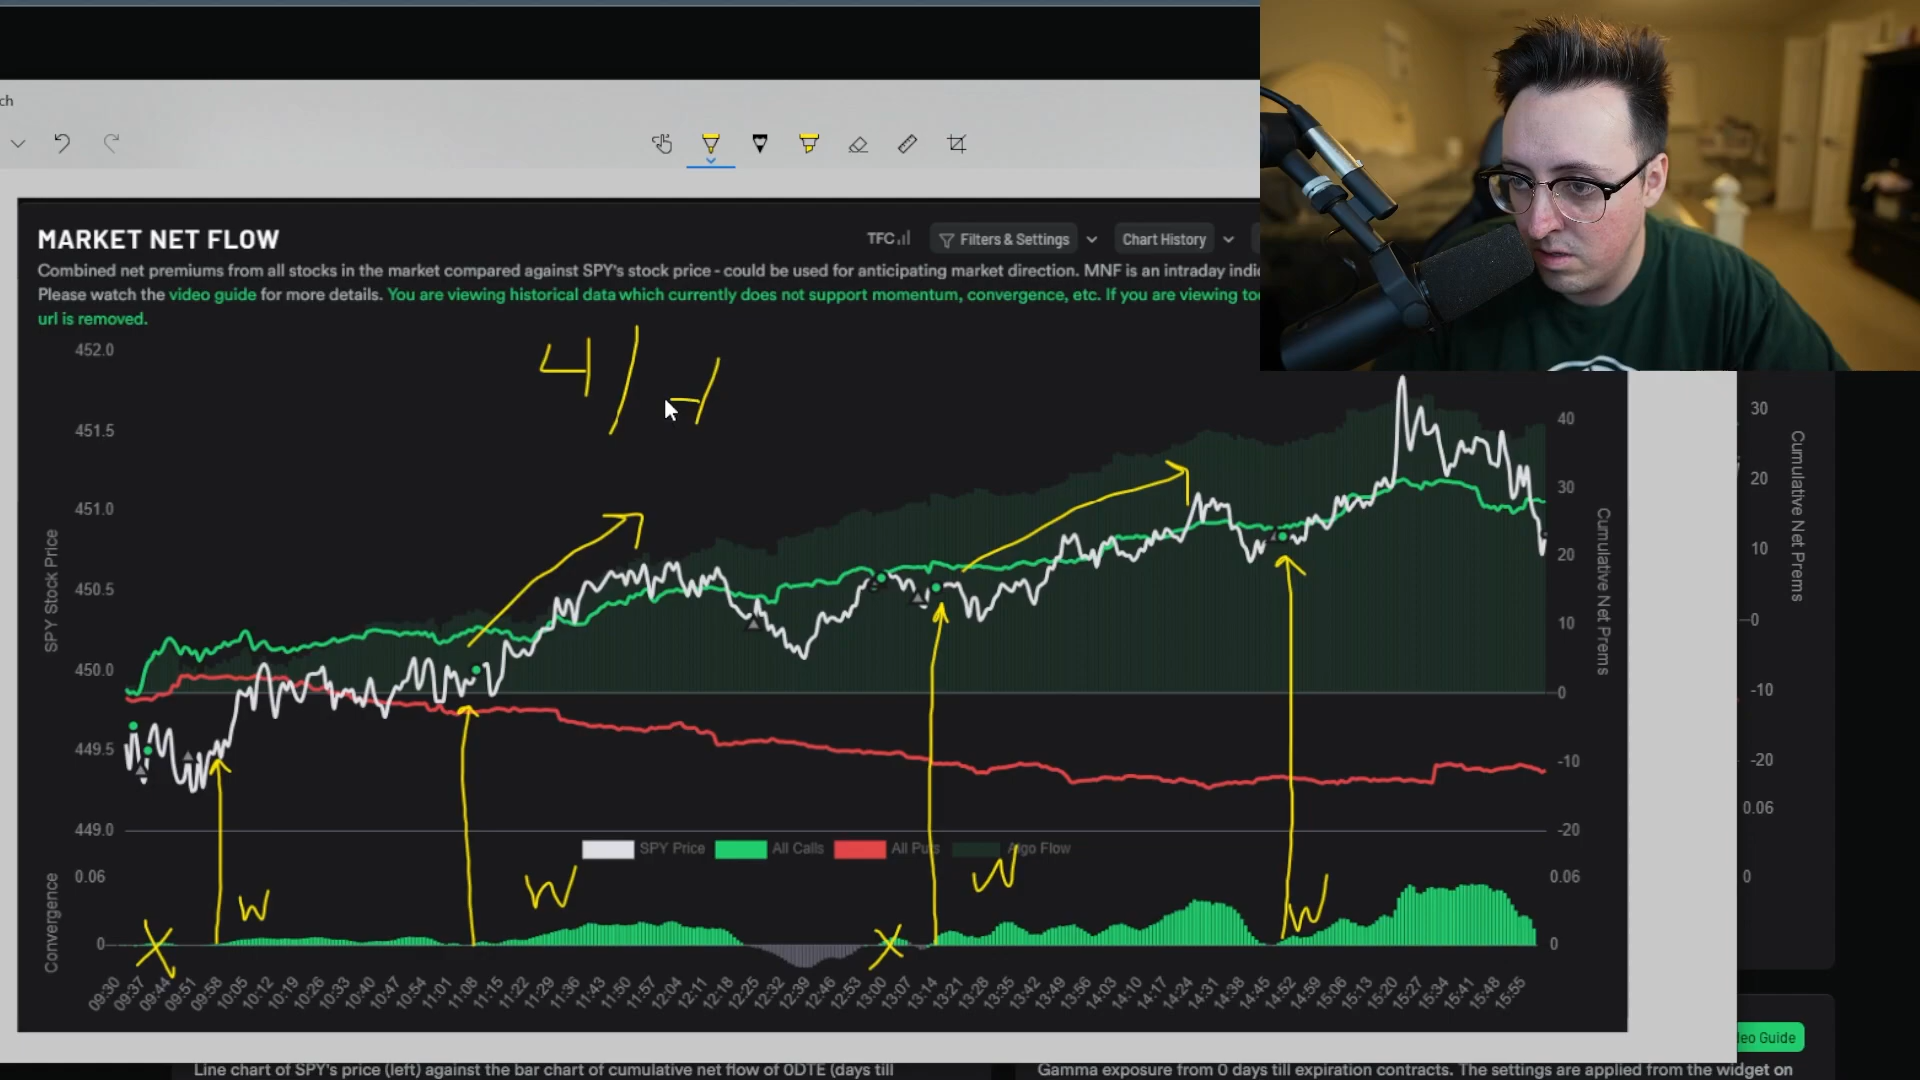 ch
MARKET NET FLOW
TFC
Filters & Settings
Chart History
Combined net premiums from all stocks in the market compared against SPY's stock price - could be used for anticipating market direction. MNF is an intraday indic
Please watch the video guide for more details. You are viewing historical data which currently does not support momentum, convergence, etc. If you are viewing to
url is removed.
4/7
452.0
451.5
451.0
450.5
450.0
449.5
449.0
SPY Stock Price
40
30
20
10
0
-10
-20
Cumulative Net Prems
30
20
10
-0
-10
-20
0.06
0
Cumulative Net Prems
SPY Price
All Calls
All Puts
Algo Flow
W
W
W
W
Convergence
0.06
0
0.06
0
09:30 09:37 09:44 09:51 09:58 10:05 10:12 10:19 10:26 10:33 10:40 10:47 10:54 11:01 11:08 11:15 11:22 11:29 11:36 11:43 11:50 11:57 12:04 12:11 12:18 12:25 12:32 12:39 12:46 12:53 13:00 13:07 13:14 13:21 13:28 13:35 13:42 13:49 13:56 14:03 14:10 14:17 14:24 14:31 14:38 14:45 14:52 14:59 15:06 15:13 15:20 15:27 15:34 15:41 15:48 15:55
eo Guide
Line chart of SPY's price (left) against the bar chart of cumulative net flow of 0DTE (days till
Gamma exposure from 0 days till expiration contracts. The settings are applied from the widget on